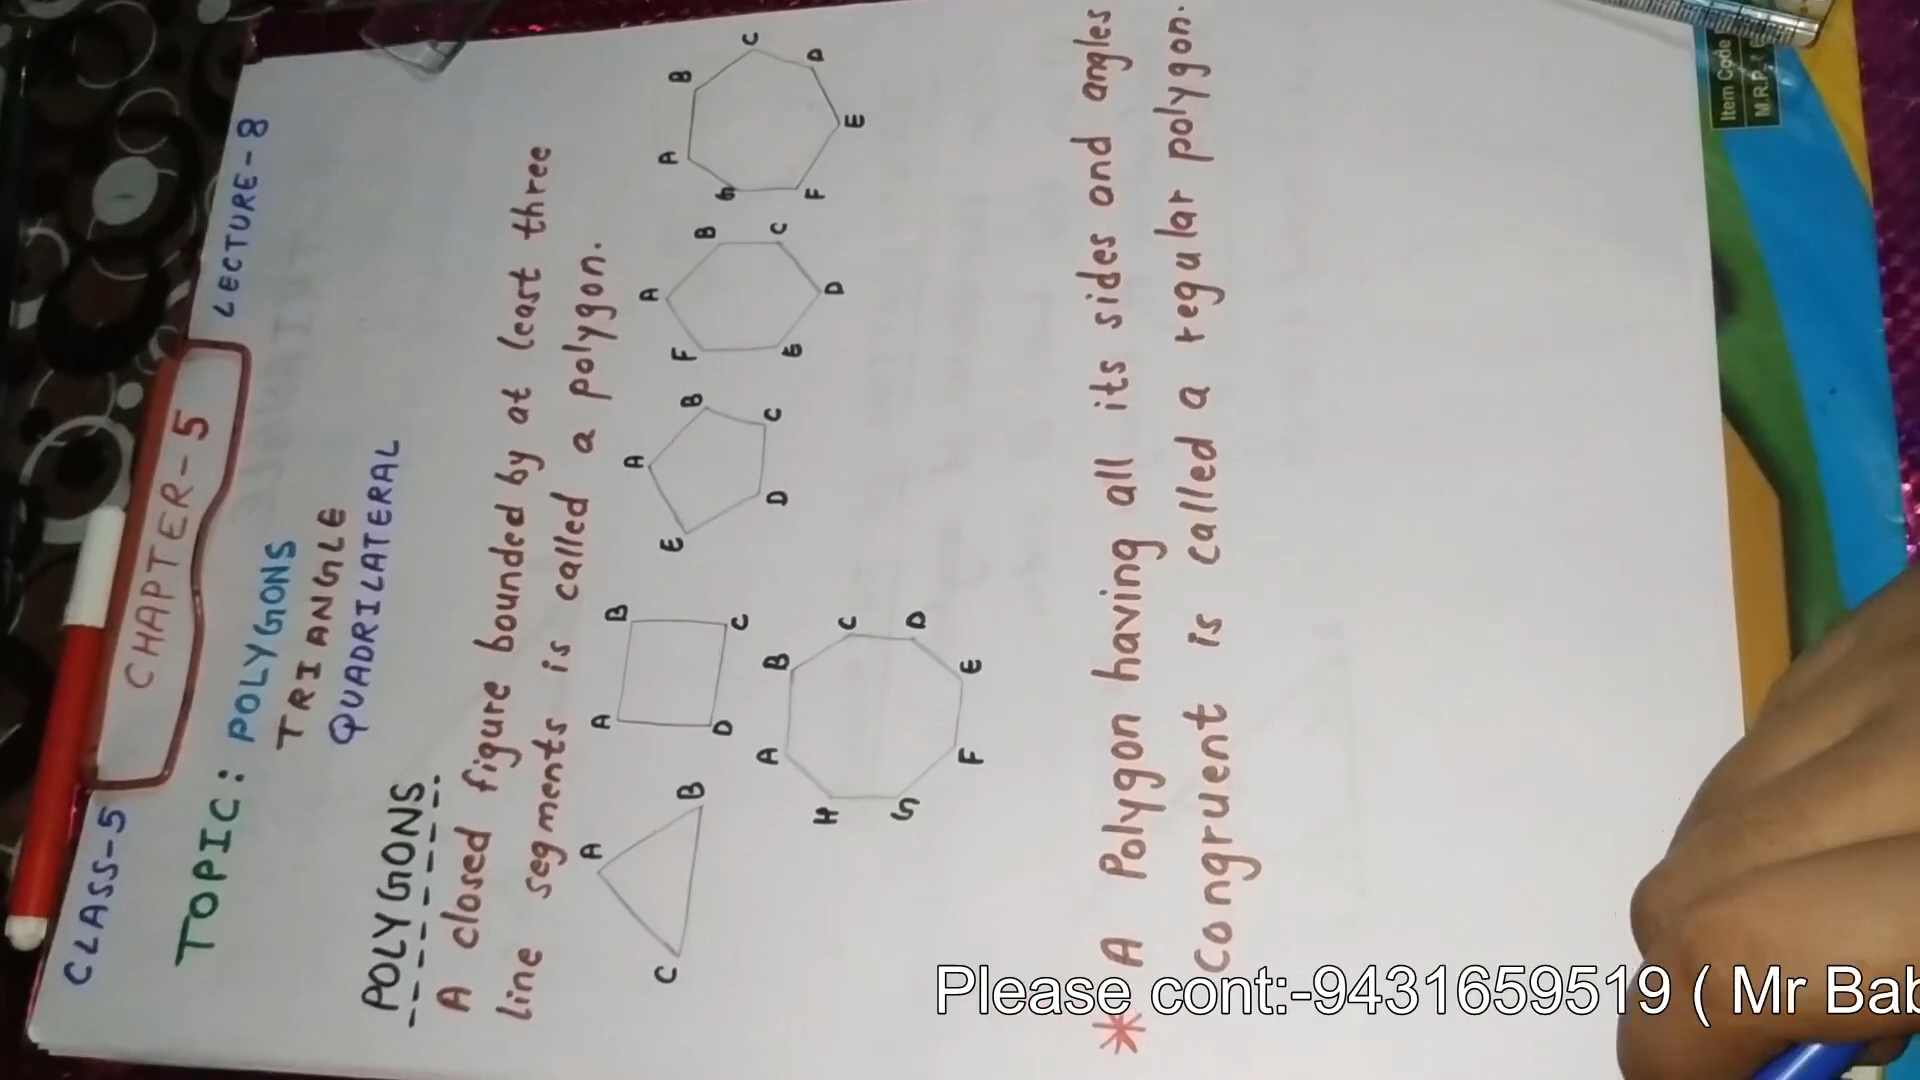 CLASS-5
CHAPTER-5
LECTURE-8
TOPIC: POLYGONS
TRIANGLE
QUADRILATERAL
POLYGONS
A closed figure bounded by at least three
line segments is called a polygon.
A
B
C
A
B
C
D
A
B
C
D
E
A
B
C
D
E
F
A
B
C
D
E
F
G
A
B
C
D
E
F
G
H
* A Polygon having all its sides and angles
Congruent is called a regular polygon.
Item Code
M.R.P.
Please cont:-9431659519 ( Mr Bab